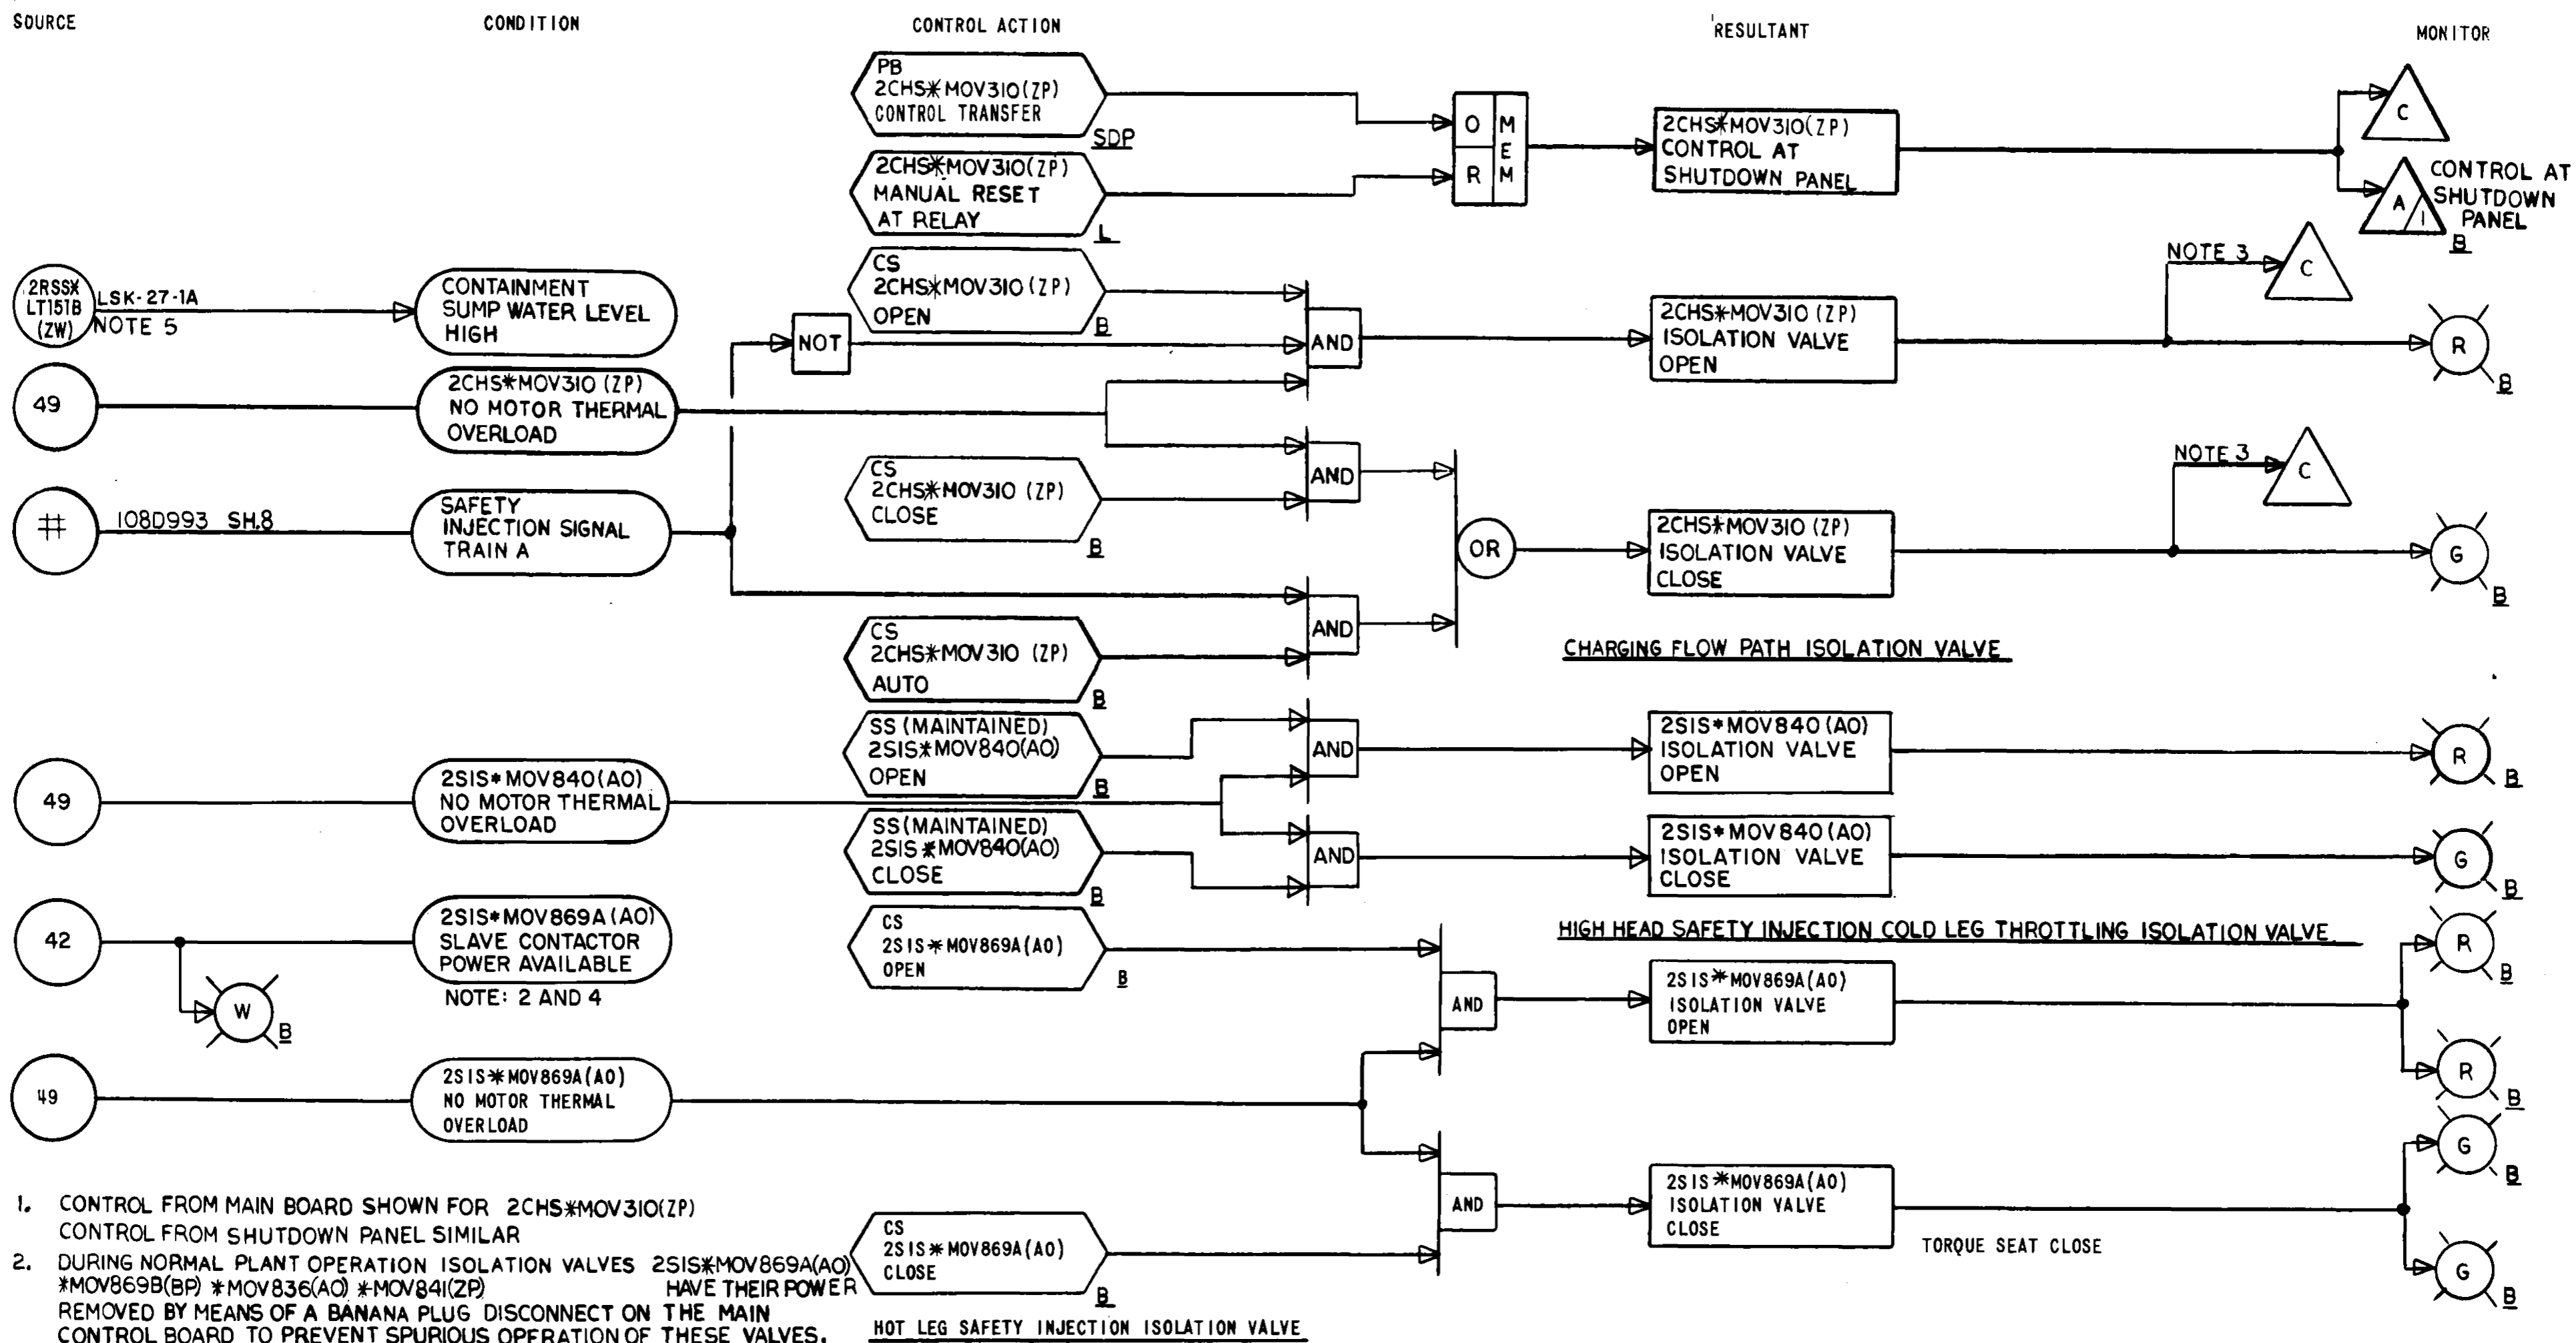 SOURCE
CONDITION
CONTROL ACTION
RESULTANT
MONITOR
PB
2CHS*MOV310(ZP)
CONTROL TRANSFER
SDP
2CHS*MOV310(ZP)
MANUAL RESET
AT RELAY
L
O
R
M
E
M
2CHS*MOV310(ZP)
CONTROL AT
SHUTDOWN PANEL
C
A
1
CONTROL AT
SHUTDOWN
PANEL
B
2RSS*
LT151B
(ZW)
LSK-27-1A
NOTE 5
CONTAINMENT
SUMP WATER LEVEL
HIGH
CS
2CHS*MOV310(ZP)
OPEN
B
NOT
AND
2CHS*MOV310(ZP)
ISOLATION VALVE
OPEN
NOTE 3
C
R
B
49
2CHS*MOV310(ZP)
NO MOTOR THERMAL
OVERLOAD
CS
2CHS*MOV310 (ZP)
CLOSE
B
AND
OR
2CHS*MOV310(ZP)
ISOLATION VALVE
CLOSE
NOTE 3
C
G
B
#
108D993 SH.8
SAFETY
INJECTION SIGNAL
TRAIN A
CS
2CHS*MOV310 (ZP)
AUTO
B
AND
CHARGING FLOW PATH ISOLATION VALVE
SS (MAINTAINED)
2SIS*MOV840(AO)
OPEN
B
AND
2SIS*MOV840(AO)
ISOLATION VALVE
OPEN
R
B
49
2SIS*MOV840(AO)
NO MOTOR THERMAL
OVERLOAD
SS(MAINTAINED)
2SIS*MOV840(AO)
CLOSE
B
AND
2SIS*MOV840(AO)
ISOLATION VALVE
CLOSE
G
B
HIGH HEAD SAFETY INJECTION COLD LEG THROTTLING ISOLATION VALVE
42
W
B
2SIS*MOV869A(AO)
SLAVE CONTACTOR
POWER AVAILABLE
NOTE: 2 AND 4
CS
2SIS*MOV869A(AO)
OPEN
B
AND
2SIS*MOV869A(AO)
ISOLATION VALVE
OPEN
R
B
R
B
49
2SIS*MOV869A(AO)
NO MOTOR THERMAL
OVERLOAD
CS
2SIS*MOV869A(AO)
CLOSE
B
AND
2SIS*MOV869A(AO)
ISOLATION VALVE
CLOSE
TORQUE SEAT CLOSE
G
B
G
B
HOT LEG SAFETY INJECTION ISOLATION VALVE
1. CONTROL FROM MAIN BOARD SHOWN FOR 2CHS*MOV310(ZP)
CONTROL FROM SHUTDOWN PANEL SIMILAR
2. DURING NORMAL PLANT OPERATION ISOLATION VALVES 2SIS*MOV869A(AO)
*MOV869B(BP) *MOV836(AO) *MOV841(ZP) HAVE THEIR POWER
REMOVED BY MEANS OF A BANANA PLUG DISCONNECT ON THE MAIN
CONTROL BOARD TO PREVENT SPURIOUS OPERATION OF THESE VALVES.